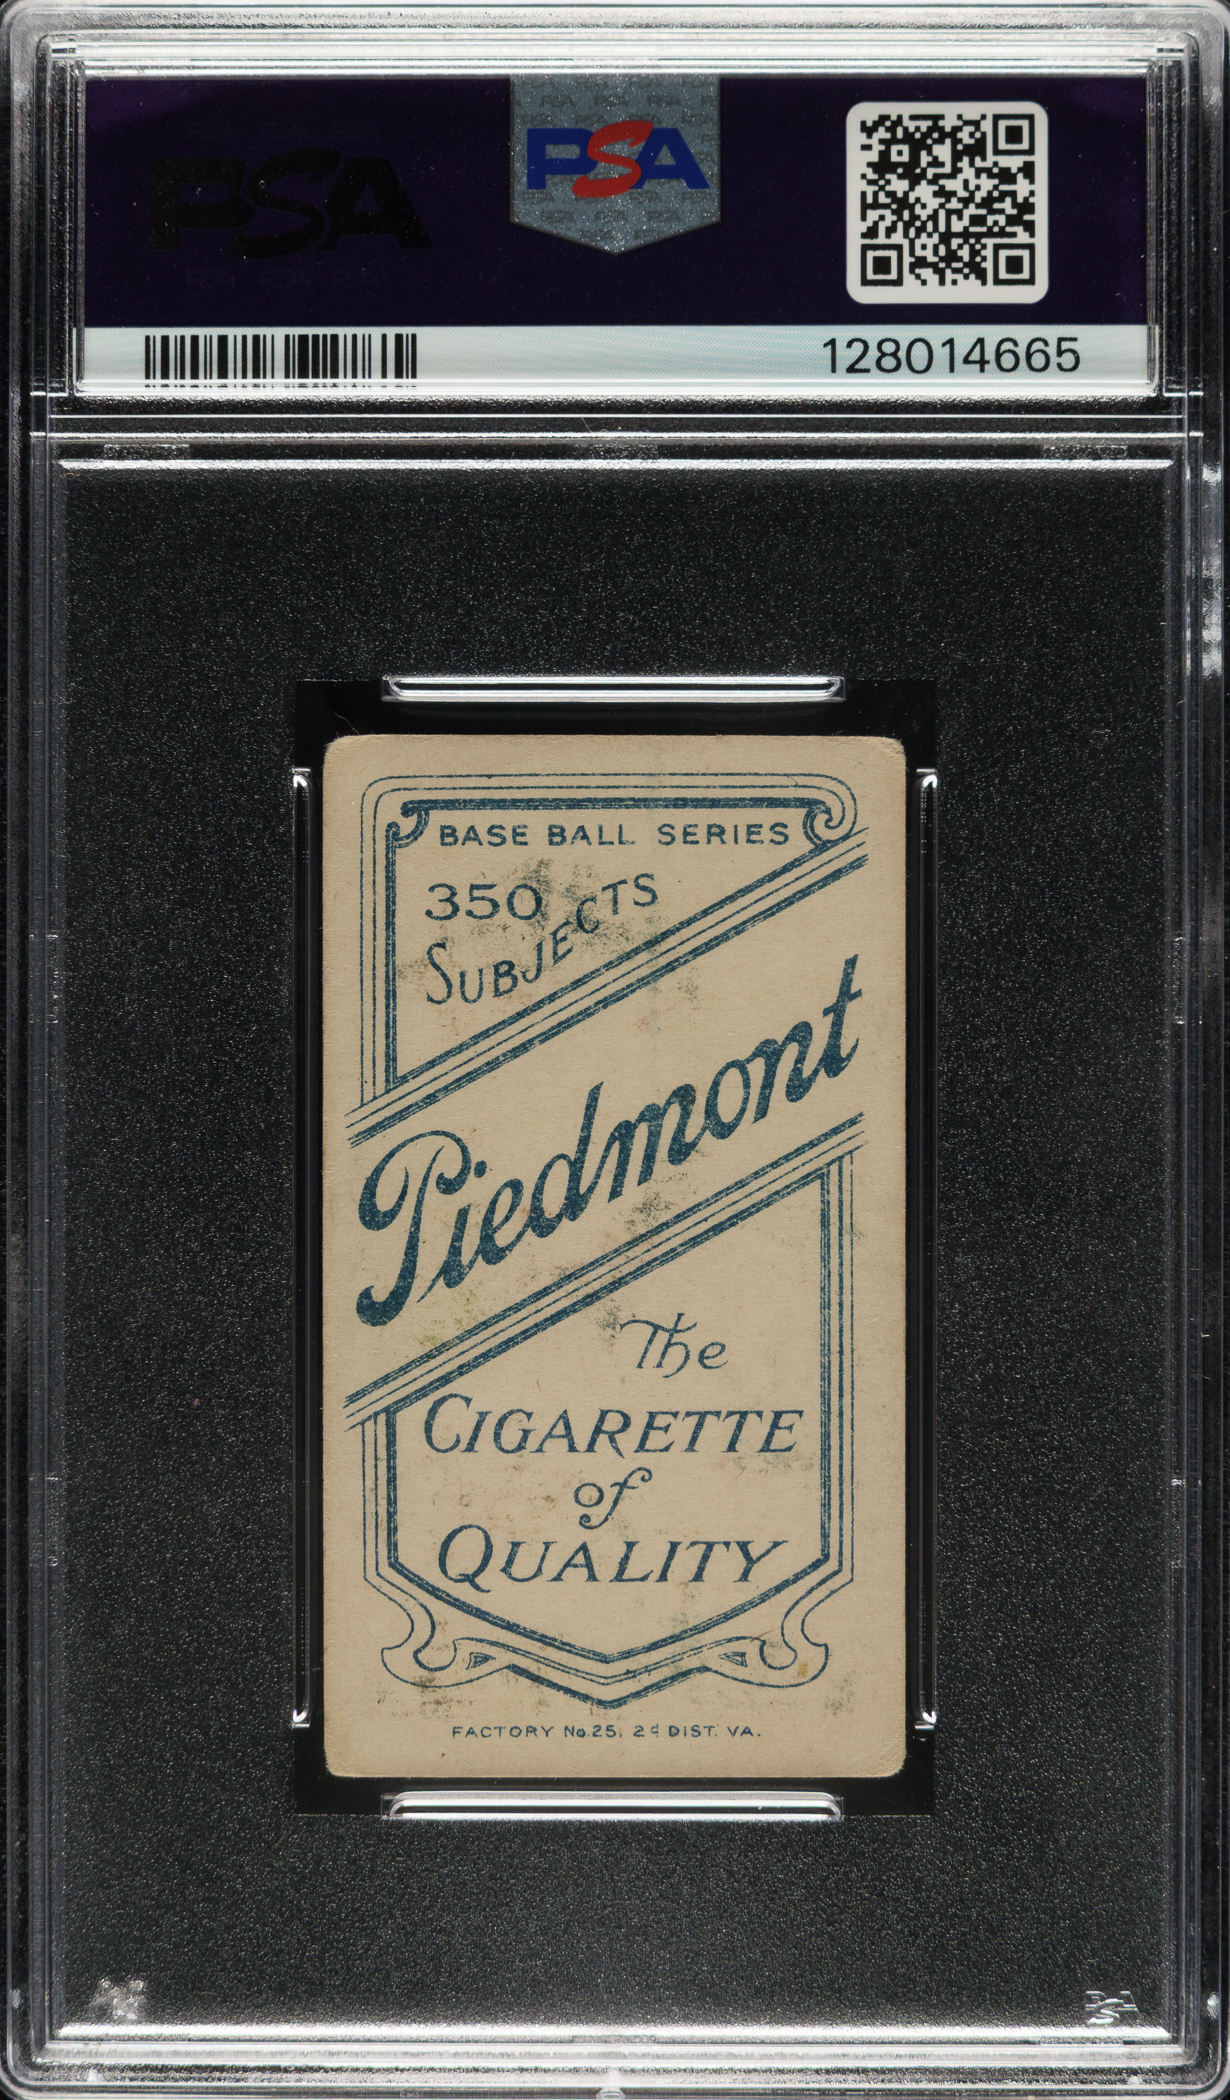 PSA
PSA
128014665
BASE BALL SERIES
350
SUBJECTS
Piedmont
The
CIGARETTE
of
QUALITY
FACTORY No. 25, 2d DIST. VA.
PSA